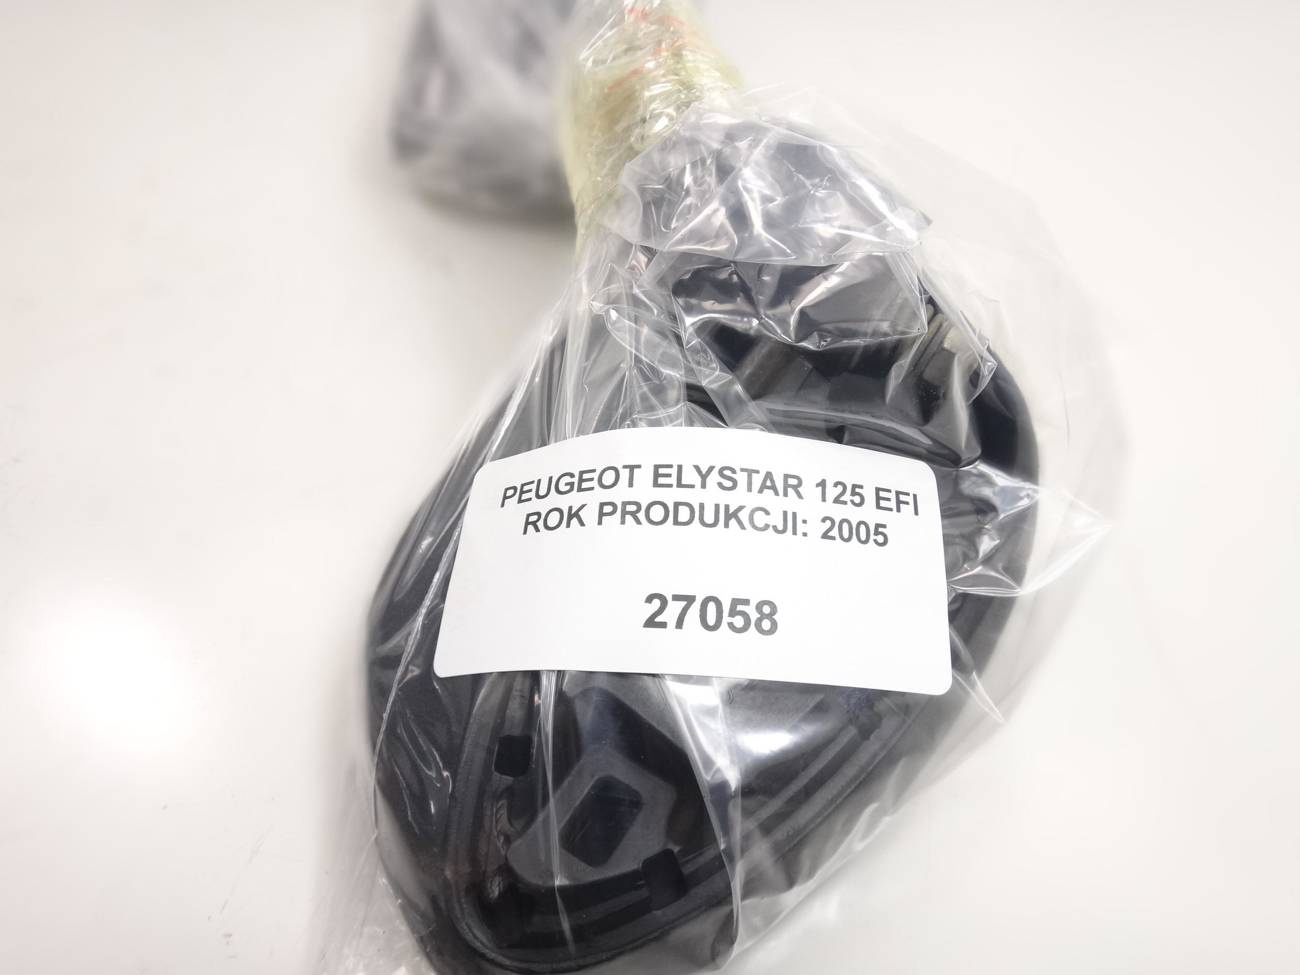 PEUGEOT ELYSTAR 125 EFI
ROK PRODUKCJI: 2005
27058